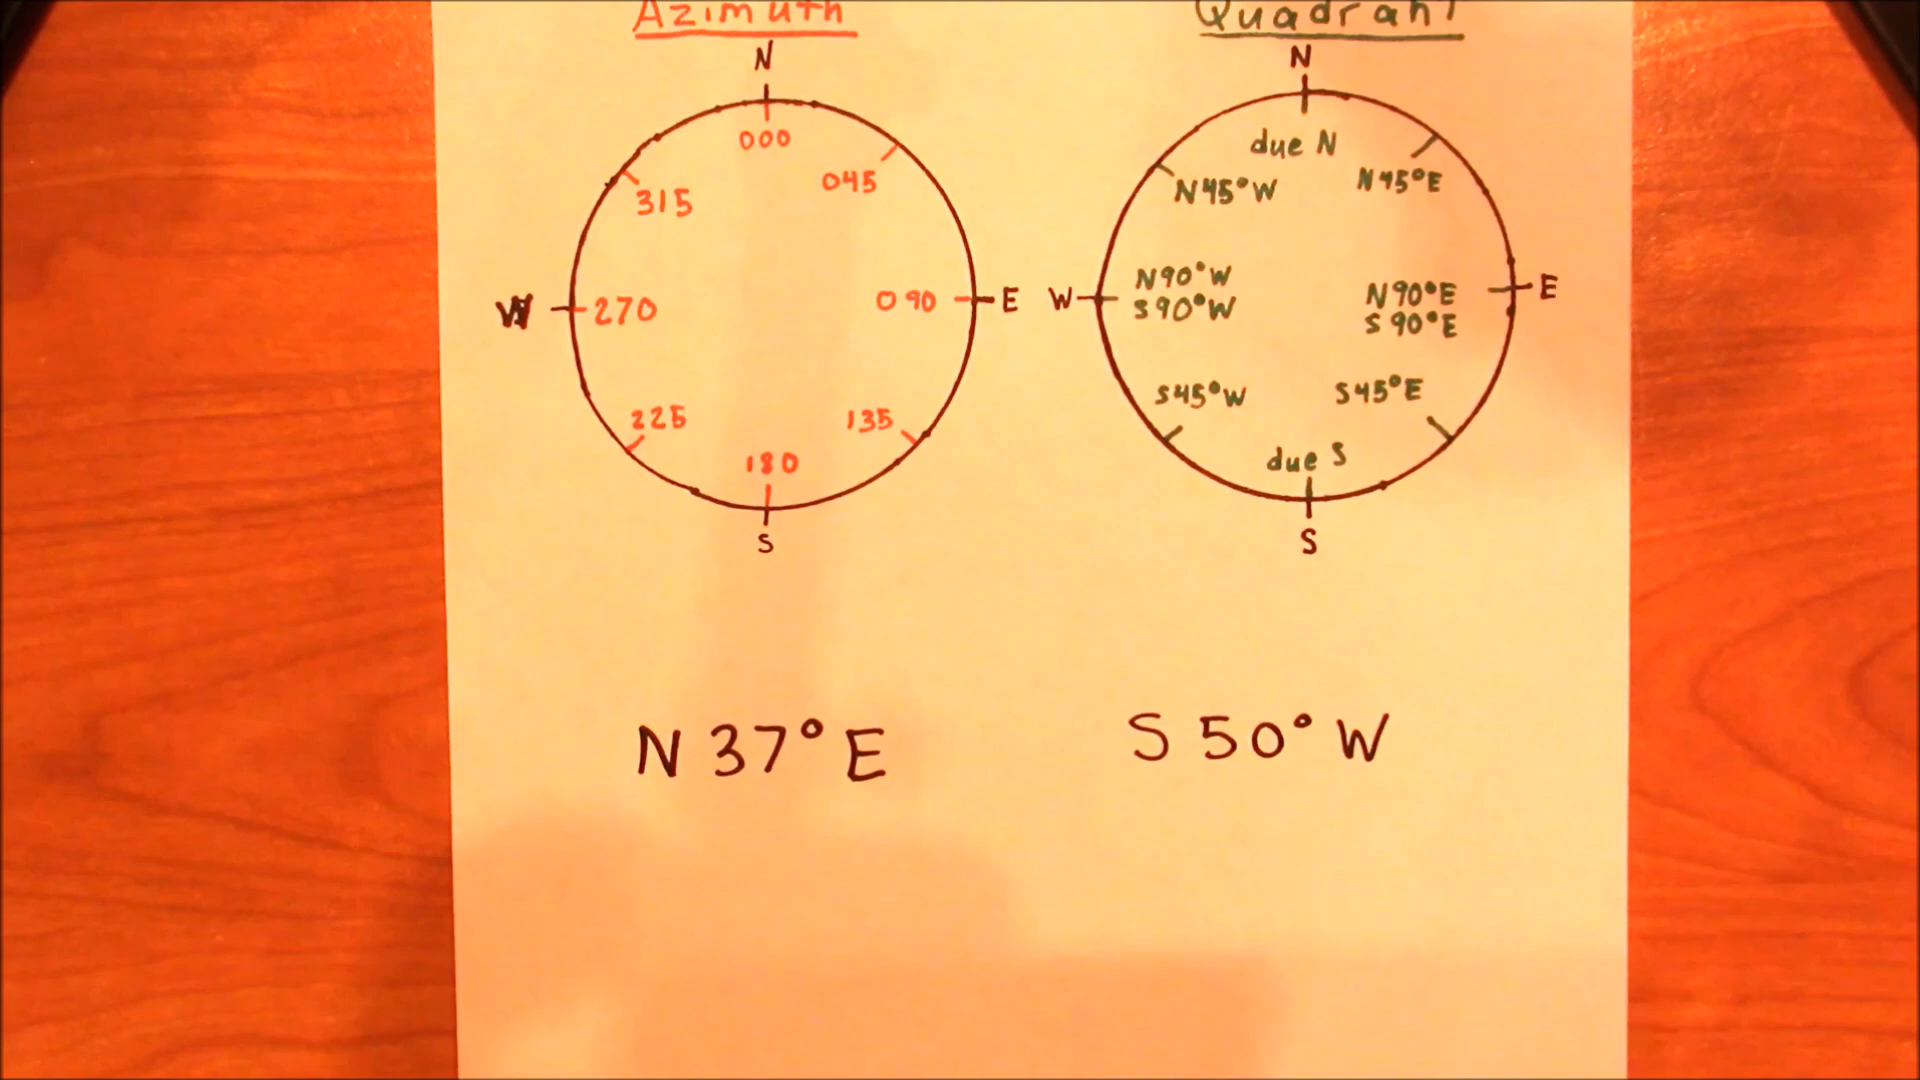 Azimuth
N
000
045
315
W
270
090
E
225
135
180
S
Quadrant
N
due N
N45°W
N45°E
W
N90°W
S90°W
N90°E
S90°E
E
S45°W
S45°E
due S
S
N 37° E
S 50° W